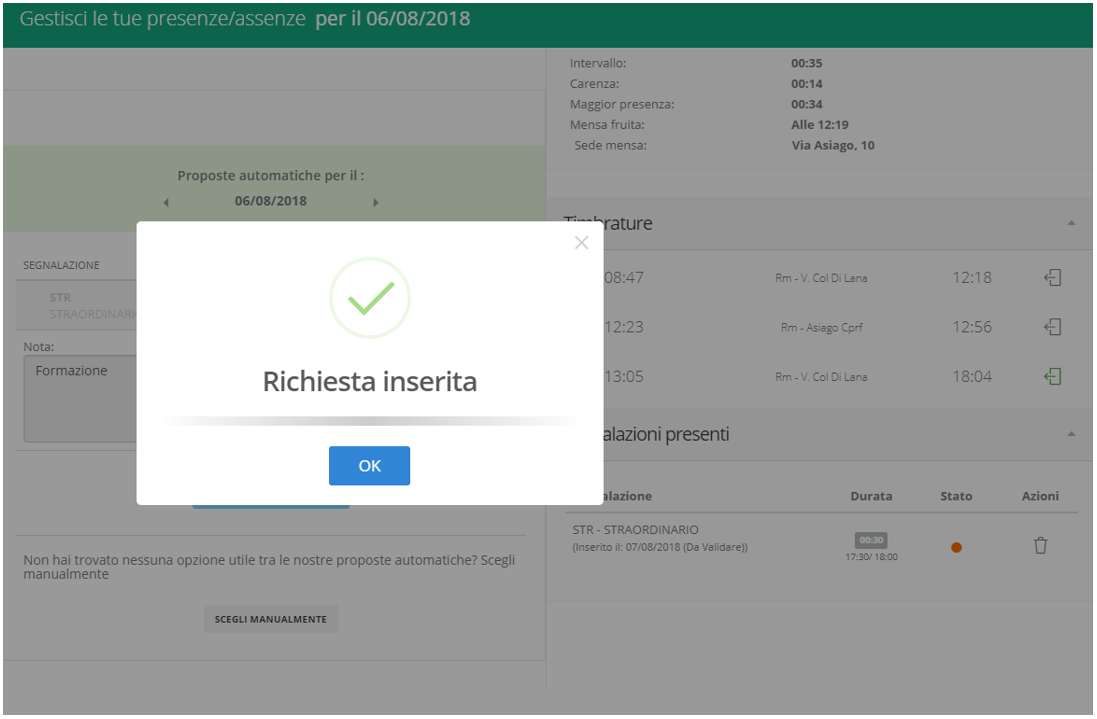 Gestisci le tue presenze/assenze per il 06/08/2018
Intervallo: 00:35
Carenza: 00:14
Maggior presenza: 00:34
Mensa fruita: Alle 12:19
Sede mensa: Via Asiago, 10
Proposte automatiche per il :
06/08/2018
SEGNALAZIONE
STR
STRAORDINARI
Nota:
Formazione
Richiesta inserita
OK
Non hai trovato nessuna opzione utile tra le nostre proposte automatiche? Scegli
manualmente
SCEGLI MANUALMENTE
Timbrature
08:47 Rm - V. Col Di Lana 12:18
12:23 Rm - Asiago Cprf 12:56
13:05 Rm - V. Col Di Lana 18:04
alazioni presenti
alazione Durata Stato Azioni
STR - STRAORDINARIO
(Inserito il: 07/08/2018 (Da Validare))
00:30
17:30/ 18:00